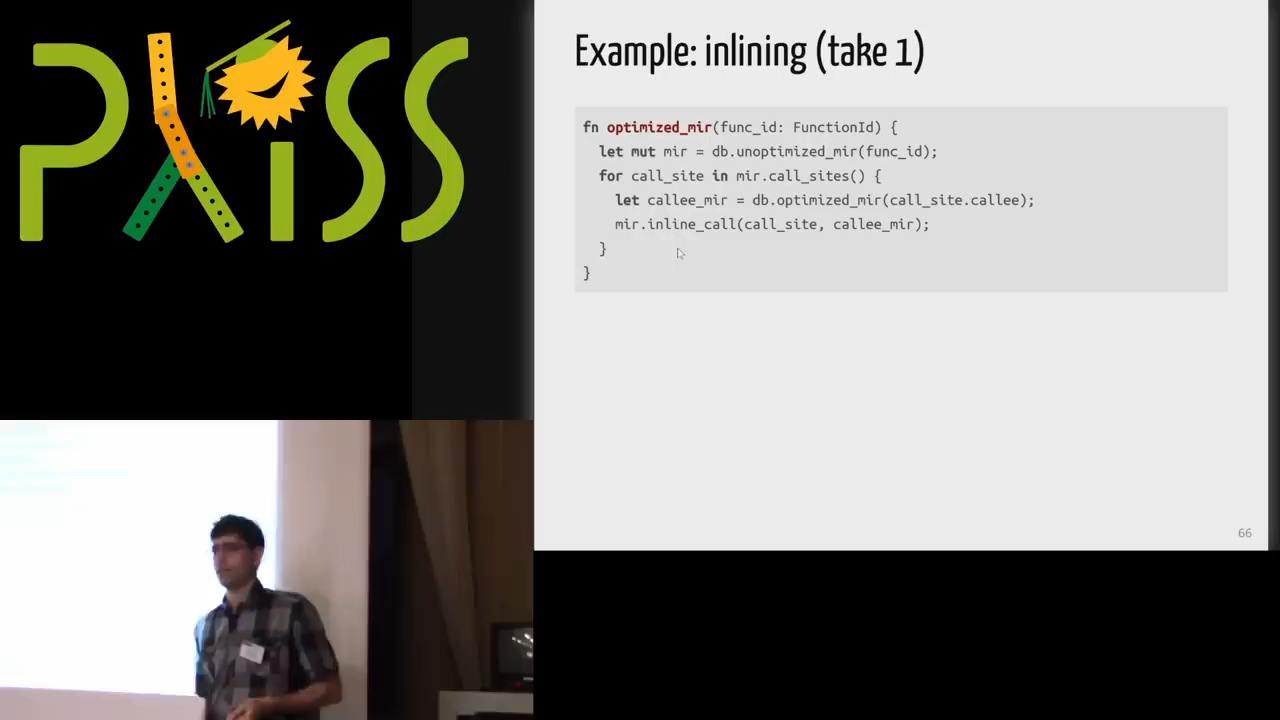 PLISS
Example: inlining (take 1)
fn optimized_mir(func_id: FunctionId) {
let mut mir = db.unoptimized_mir(func_id);
for call_site in mir.call_sites() {
let callee_mir = db.optimized_mir(call_site.callee);
mir.inline_call(call_site, callee_mir);
}
}
66